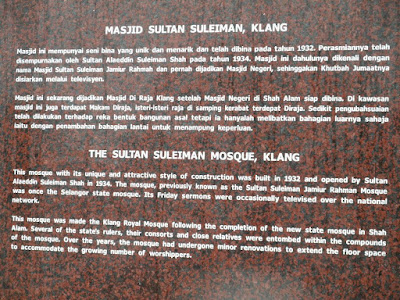 MASJID SULTAN SULEIMAN, KLANG
Masjid ini mempunyai seni bina yang unik dan menarik dan telah dibina pada tahun 1932. Perasmiannya telah
disempurnakan oleh Sultan Alaeddin Suleiman Shah pada tahun 1934. Masjid ini dahulunya dikenali dengan
nama Masjid Sultan Suleiman Jamiur Rahmah dan pernah dijadikan Masjid Negeri, sehinggakan Khutbah Jumaatnya
disiarkan melalui televisyen.
Masjid ini sekarang dijadikan Masjid Di Raja Klang setelah Masjid Negeri di Shah Alam siap dibina. Di kawasan
masjid ini juga terdapat Makam Diraja, isteri-isteri raja di samping kerabat terdekat Diraja. Sedikit pengubahsuaian
telah dilakukan terhadap reka bentuk bangunan asal tetapi ia hanyalah melibatkan bahagian luarnya sahaja
iaitu dengan penambahan bahagian lantai untuk menampung keperluan.
THE SULTAN SULEIMAN MOSQUE, KLANG
This mosque with its unique and attractive style of construction was built in 1932 and opened by Sultan
Alaeddin Suleiman Shah in 1934. The mosque, previously known as the Sultan Suleiman Jamiur Rahman Mosque
was once the Selangor state mosque. Its Friday sermons were occasionally televised over the national
network.
This mosque was made the Klang Royal Mosque following the completion of the new state mosque in Shah
Alam. Several of the state's rulers, their consorts and close relatives were entombed within the compounds
of the mosque. Over the years, the mosque had undergone minor renovations to extend the floor space
to accommodate the growing number of worshippers.